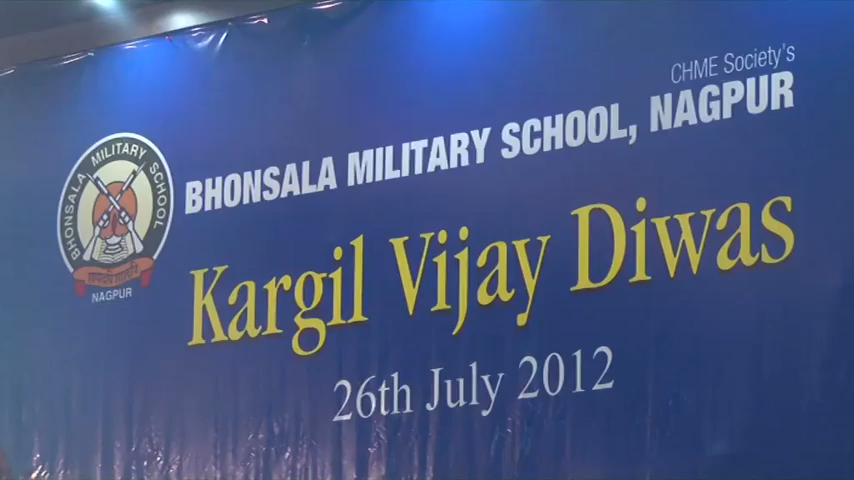 CHME Society's
BHONSALA MILITARY SCHOOL, NAGPUR
BHONSALA MILITARY SCHOOL
NAGPUR
Kargil Vijay Diwas
26th July 2012